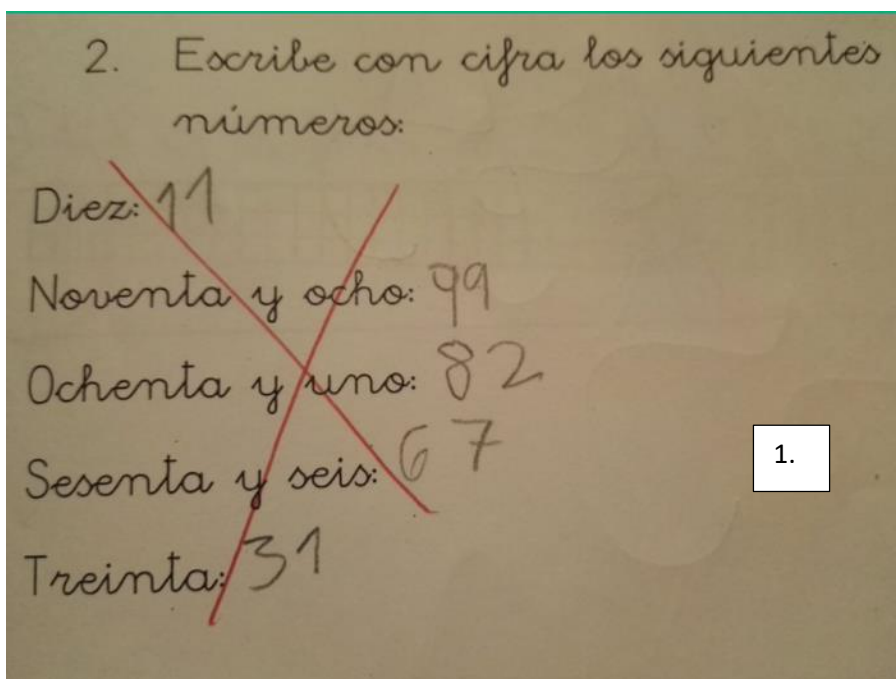 2. Escribe con cifra los siguientes
números:
Diez: 11
Noventa y ocho: 99
Ochenta y uno: 82
Sesenta y seis: 67
1.
Treinta: 31